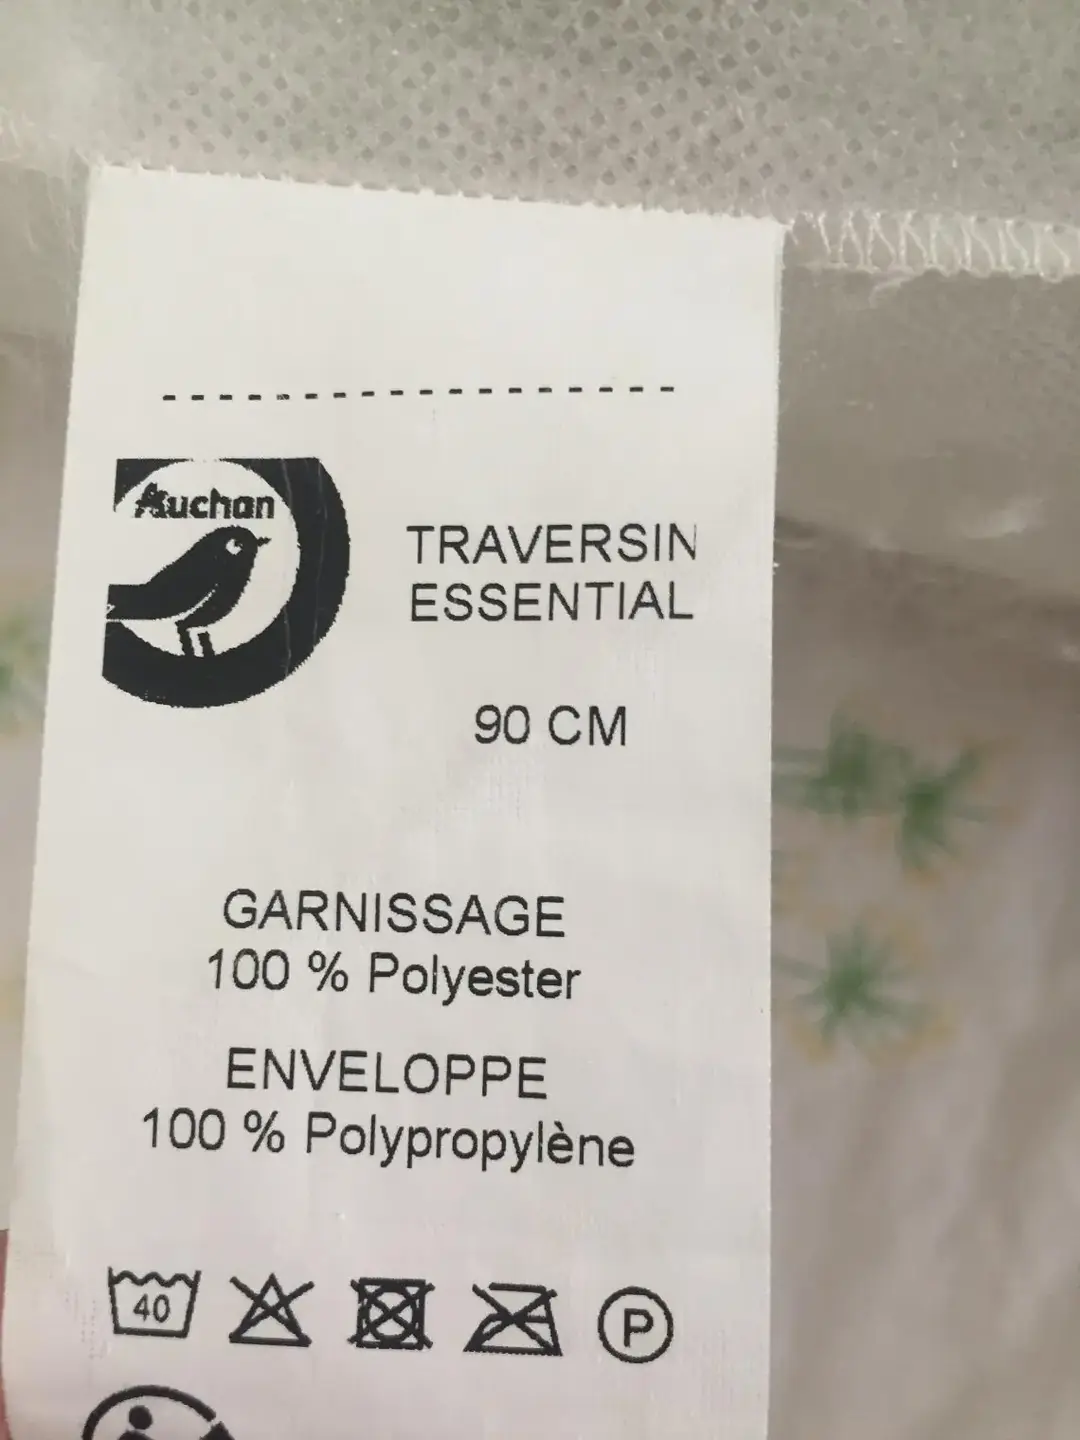 Auchan
TRAVERSIN
ESSENTIAL
90 CM
GARNISSAGE
100 % Polyester
ENVELOPPE
100 % Polypropylène
40
P